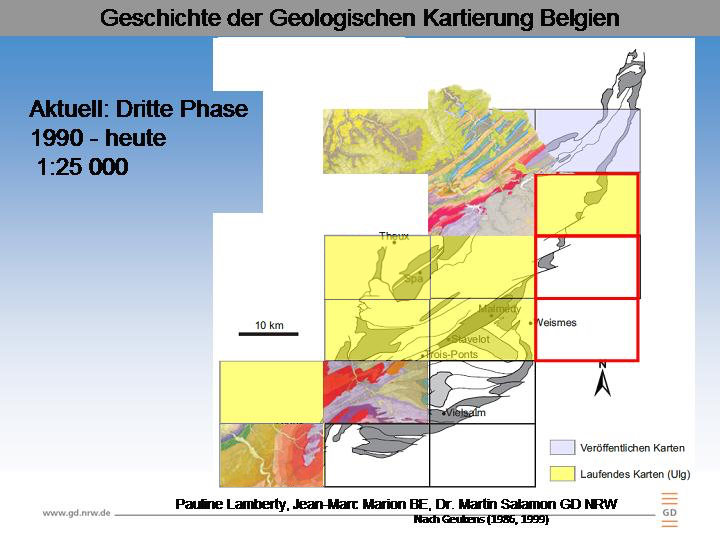 Geschichte der Geologischen Kartierung Belgien
Aktuell: Dritte Phase
1990 - heute
1:25 000
Theux
Spa
10 km
Malmedy
Weismes
Stavelot
Trois-Ponts
N
Vielsalm
Veröffentlichen Karten
Laufendes Karten (Ulg)
Pauline Lamberty, Jean-Marc Marion BE, Dr. Martin Salamon GD NRW
Nach Geukens (1986, 1999)
www.gd.nrw.de
GD